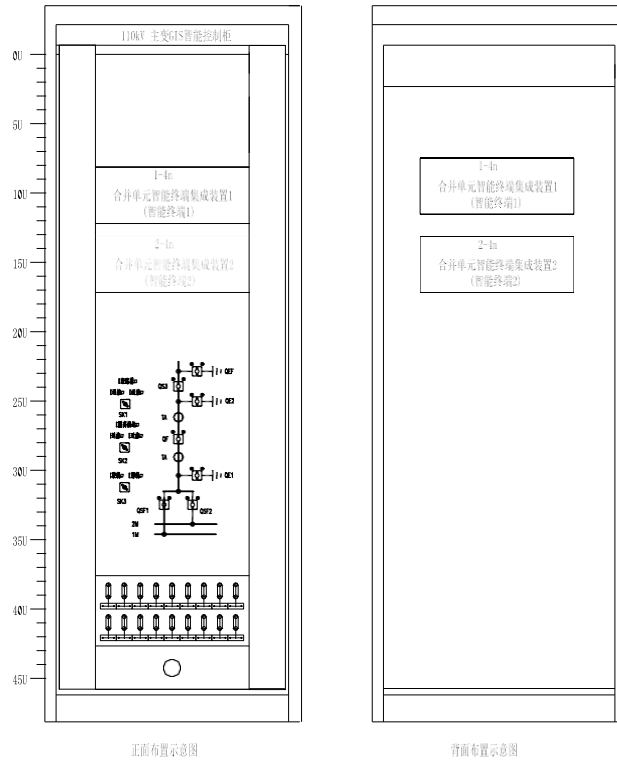 110kV 主变GIS智能控制柜
0U
5U
10U
15U
20U
25U
30U
35U
40U
45U
1-4n
合并单元智能终端集成装置1
(智能终端1)
2-4n
合并单元智能终端集成装置2
(智能终端2)
QEF
QS3
QE2
TA
SK1
QF
SK2
TA
QE1
SK3
QSF1
QSF2
2M
1M
正面布置示意图
1-4n
合并单元智能终端集成装置1
(智能终端1)
2-4n
合并单元智能终端集成装置2
(智能终端2)
背面布置示意图